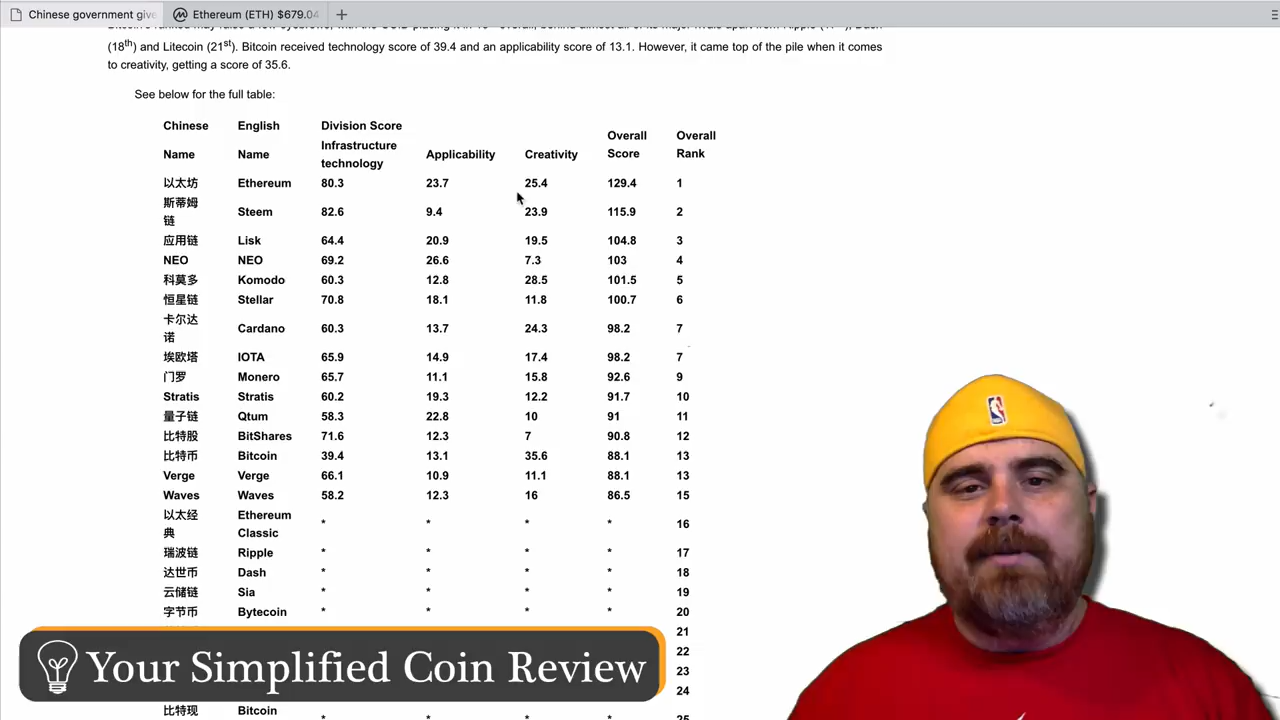 Chinese government give
Ethereum (ETH) $679.04
(18th) and Litecoin (21st). Bitcoin received technology score of 39.4 and an applicability score of 13.1. However, it came top of the pile when it comes
to creativity, getting a score of 35.6.
See below for the full table:
Chinese English Division Score
Name Name Infrastructure technology Applicability Creativity Overall Score Overall Rank
以太坊 Ethereum 80.3 23.7 25.4 129.4 1
斯蒂姆链 Steem 82.6 9.4 23.9 115.9 2
应用链 Lisk 64.4 20.9 19.5 104.8 3
NEO NEO 69.2 26.6 7.3 103 4
科莫多 Komodo 60.3 12.8 28.5 101.5 5
恒星链 Stellar 70.8 18.1 11.8 100.7 6
卡尔达诺 Cardano 60.3 13.7 24.3 98.2 7
埃欧塔 IOTA 65.9 14.9 17.4 98.2 7
门罗 Monero 65.7 11.1 15.8 92.6 9
Stratis Stratis 60.2 19.3 12.2 91.7 10
量子链 Qtum 58.3 22.8 10 91 11
比特股 BitShares 71.6 12.3 7 90.8 12
比特币 Bitcoin 39.4 13.1 35.6 88.1 13
Verge Verge 66.1 10.9 11.1 88.1 13
Waves Waves 58.2 12.3 16 86.5 15
以太经典 Ethereum Classic * * * * 16
瑞波链 Ripple * * * * 17
达世币 Dash * * * * 18
云储链 Sia * * * * 19
字节币 Bytecoin * * * * 20
21
22
23
24
比特现 Bitcoin * * * * 25
Your Simplified Coin Review